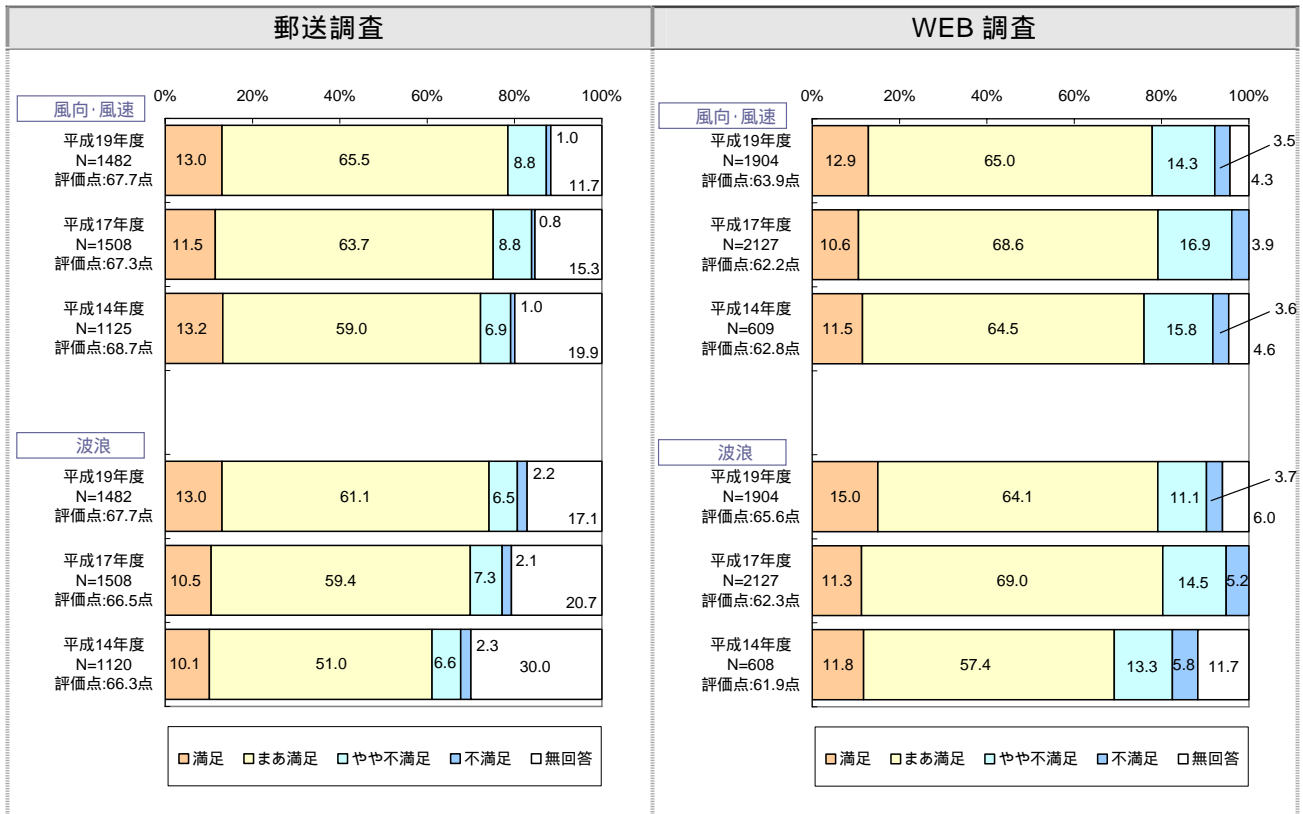 郵送調査
WEB 調査
風向･風速
0% 20% 40% 60% 80% 100%
平成19年度
N=1482
評価点:67.7点
13.0 65.5 8.8 1.0 11.7
平成17年度
N=1508
評価点:67.3点
11.5 63.7 8.8 0.8 15.3
平成14年度
N=1125
評価点:68.7点
13.2 59.0 6.9 1.0 19.9
波浪
平成19年度
N=1482
評価点:67.7点
13.0 61.1 6.5 2.2 17.1
平成17年度
N=1508
評価点:66.5点
10.5 59.4 7.3 2.1 20.7
平成14年度
N=1120
評価点:66.3点
10.1 51.0 6.6 2.3 30.0
満足 まあ満足 やや不満足 不満足 無回答
風向･風速
0% 20% 40% 60% 80% 100%
平成19年度
N=1904
評価点:63.9点
12.9 65.0 14.3 3.5 4.3
平成17年度
N=2127
評価点:62.2点
10.6 68.6 16.9 3.9
平成14年度
N=609
評価点:62.8点
11.5 64.5 15.8 3.6 4.6
波浪
平成19年度
N=1904
評価点:65.6点
15.0 64.1 11.1 3.7 6.0
平成17年度
N=2127
評価点:62.3点
11.3 69.0 14.5 5.2
平成14年度
N=608
評価点:61.9点
11.8 57.4 13.3 5.8 11.7
満足 まあ満足 やや不満足 不満足 無回答